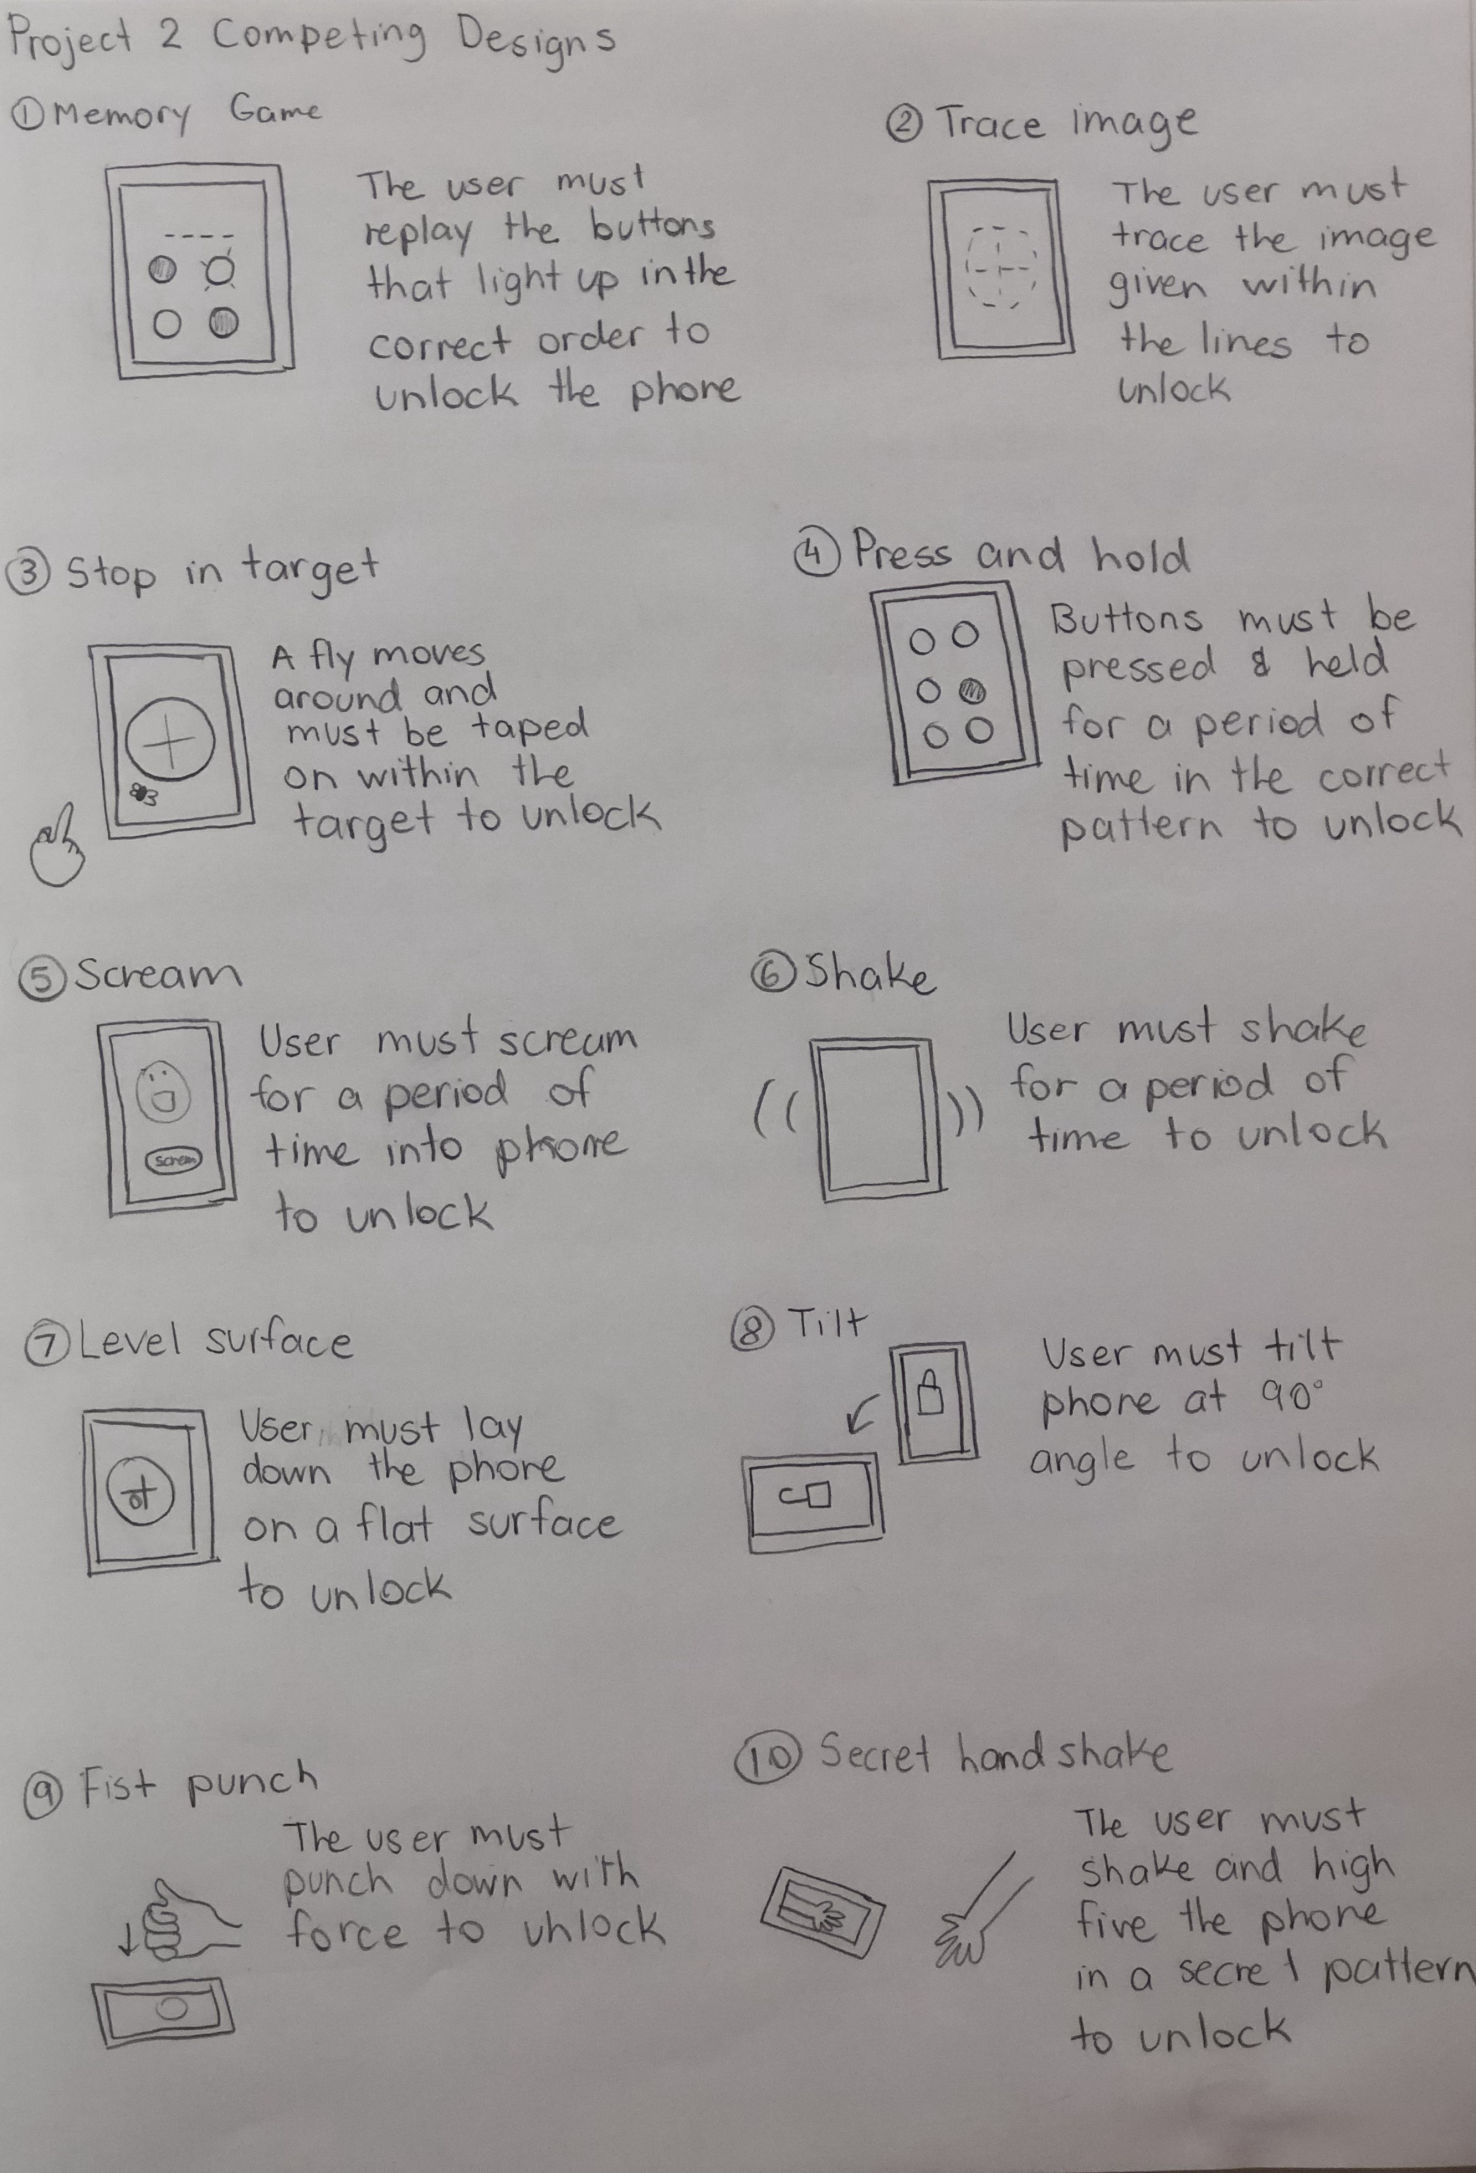 Project 2 Competing Designs
① Memory Game
The user must
replay the buttons
that light up in the
correct order to
unlock the phone
② Trace image
The user must
trace the image
given within
the lines to
unlock
③ Stop in target
A fly moves
around and
must be taped
on within the
target to unlock
④ Press and hold
Buttons must be
pressed & held
for a period of
time in the correct
pattern to unlock
⑤ Scream
Scream
User must scream
for a period of
time into phone
to unlock
⑥ Shake
User must shake
for a period of
time to unlock
⑦ Level surface
User must lay
down the phone
on a flat surface
to unlock
⑧ Tilt
User must tilt
phone at 90°
angle to unlock
⑨ Fist punch
The user must
punch down with
force to unlock
⑩ Secret handshake
The user must
shake and high
five the phone
in a secret pattern
to unlock